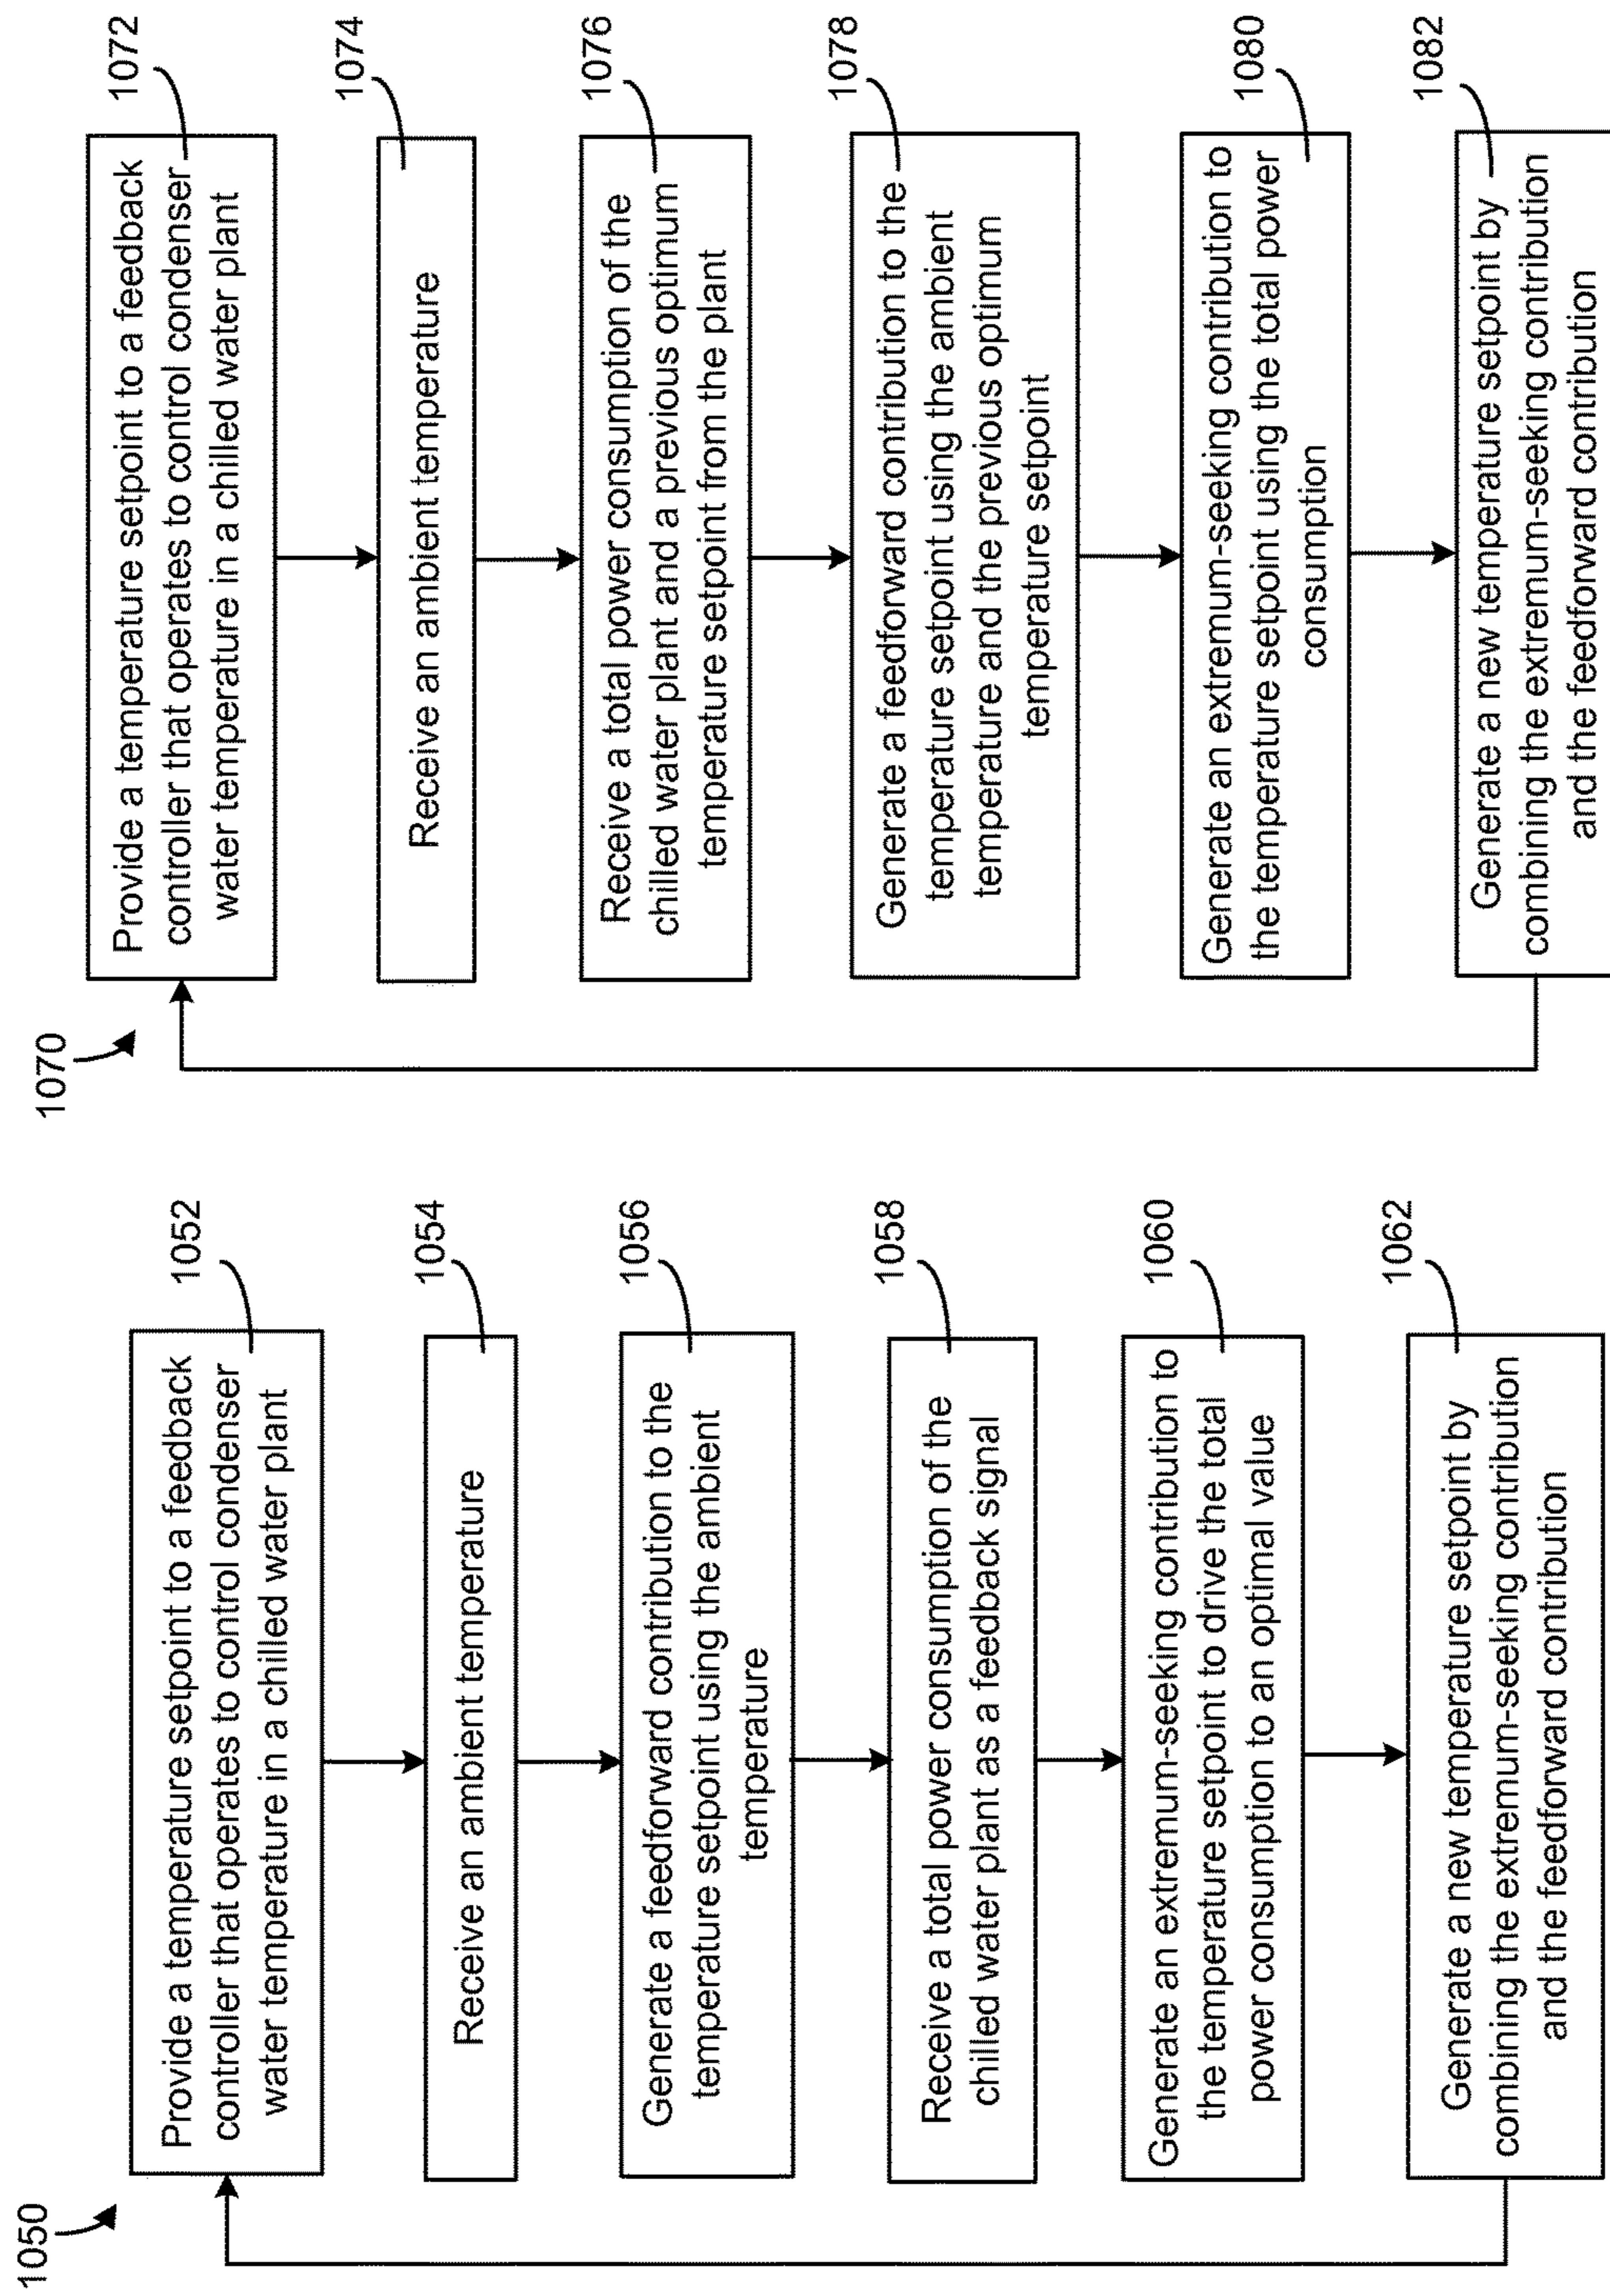 1050
Provide a temperature setpoint to a feedback
controller that operates to control condenser
water temperature in a chilled water plant
1052
Receive an ambient temperature
1054
Generate a feedforward contribution to the
temperature setpoint using the ambient
temperature
1056
Receive a total power consumption of the
chilled water plant as a feedback signal
1058
Generate an extremum-seeking contribution to
the temperature setpoint to drive the total
power consumption to an optimal value
1060
Generate a new temperature setpoint by
combining the extremum-seeking contribution
and the feedforward contribution
1062
1070
Provide a temperature setpoint to a feedback
controller that operates to control condenser
water temperature in a chilled water plant
1072
Receive an ambient temperature
1074
Receive a total power consumption of the
chilled water plant and a previous optimum
temperature setpoint from the plant
1076
Generate a feedforward contribution to the
temperature setpoint using the ambient
temperature and the previous optimum
temperature setpoint
1078
Generate an extremum-seeking contribution to
the temperature setpoint using the total power
consumption
1080
Generate a new temperature setpoint by
combining the extremum-seeking contribution
and the feedforward contribution
1082